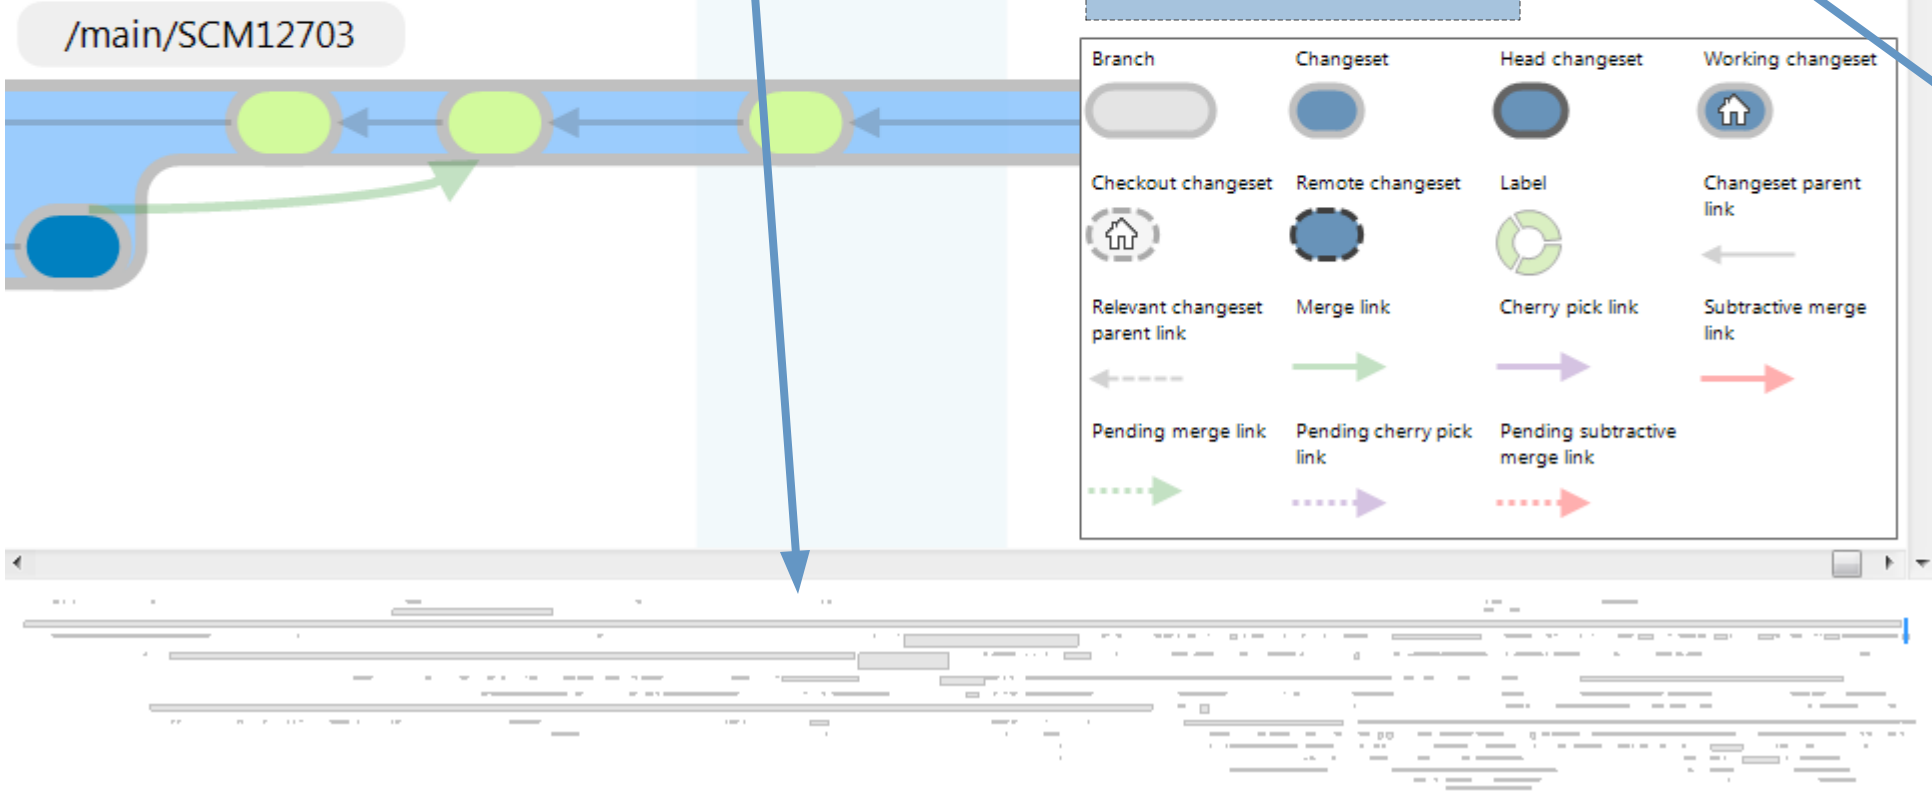 /main/SCM12703
Branch
Changeset
Head changeset
Working changeset
Checkout changeset
Remote changeset
Label
Changeset parent
link
Relevant changeset
parent link
Merge link
Cherry pick link
Subtractive merge
link
Pending merge link
Pending cherry pick
link
Pending subtractive
merge link